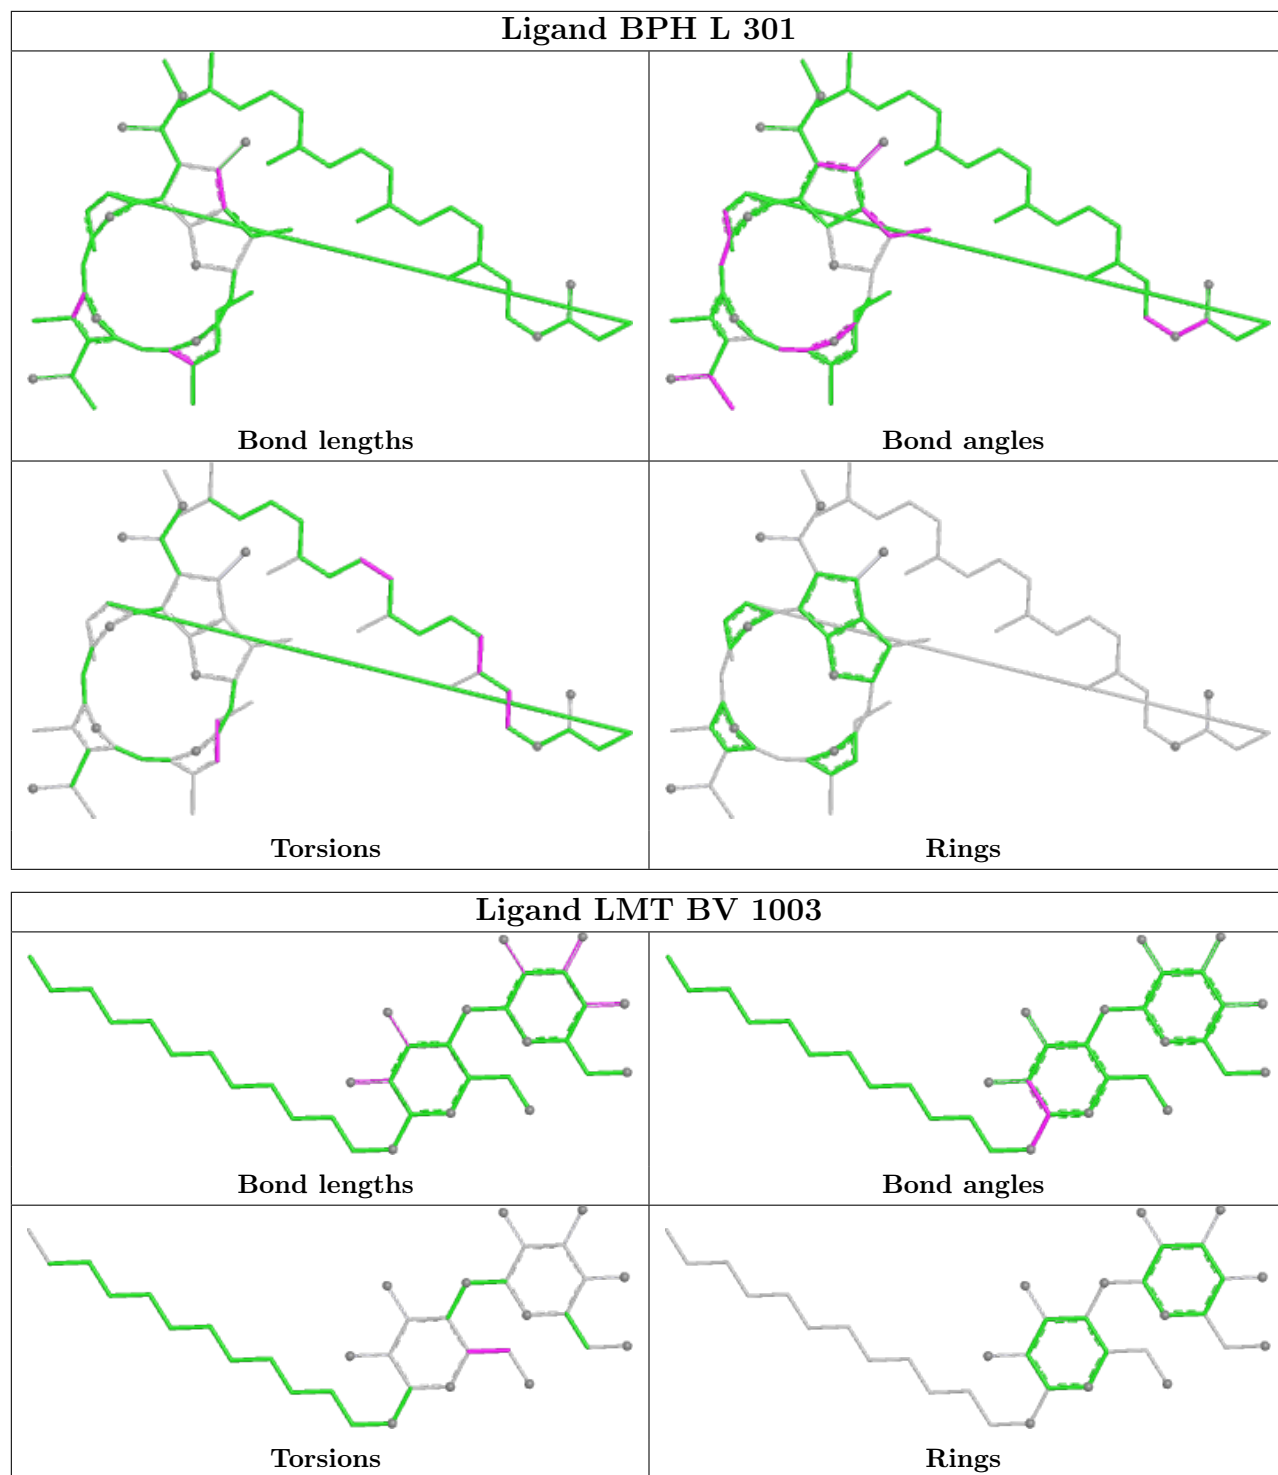 Ligand BPH L 301
Bond lengths
Bond angles
Torsions
Rings
Ligand LMT BV 1003
Bond lengths
Bond angles
Torsions
Rings